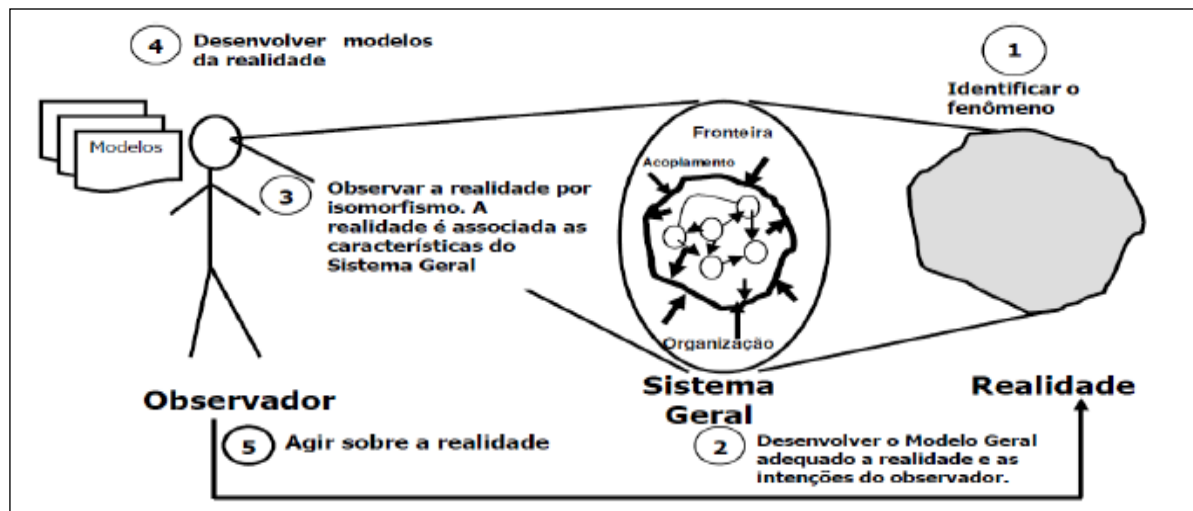 4
Desenvolver modelos
da realidade
1
Identificar o
fenômeno
Modelos
Fronteira
Acoplamento
3
Observar a realidade por
isomorfismo. A
realidade é associada as
características do
Sistema Geral
Organização
Observador
Sistema
Geral
Realidade
5
Agir sobre a realidade
2
Desenvolver o Modelo Geral
adequado a realidade e as
intenções do observador.